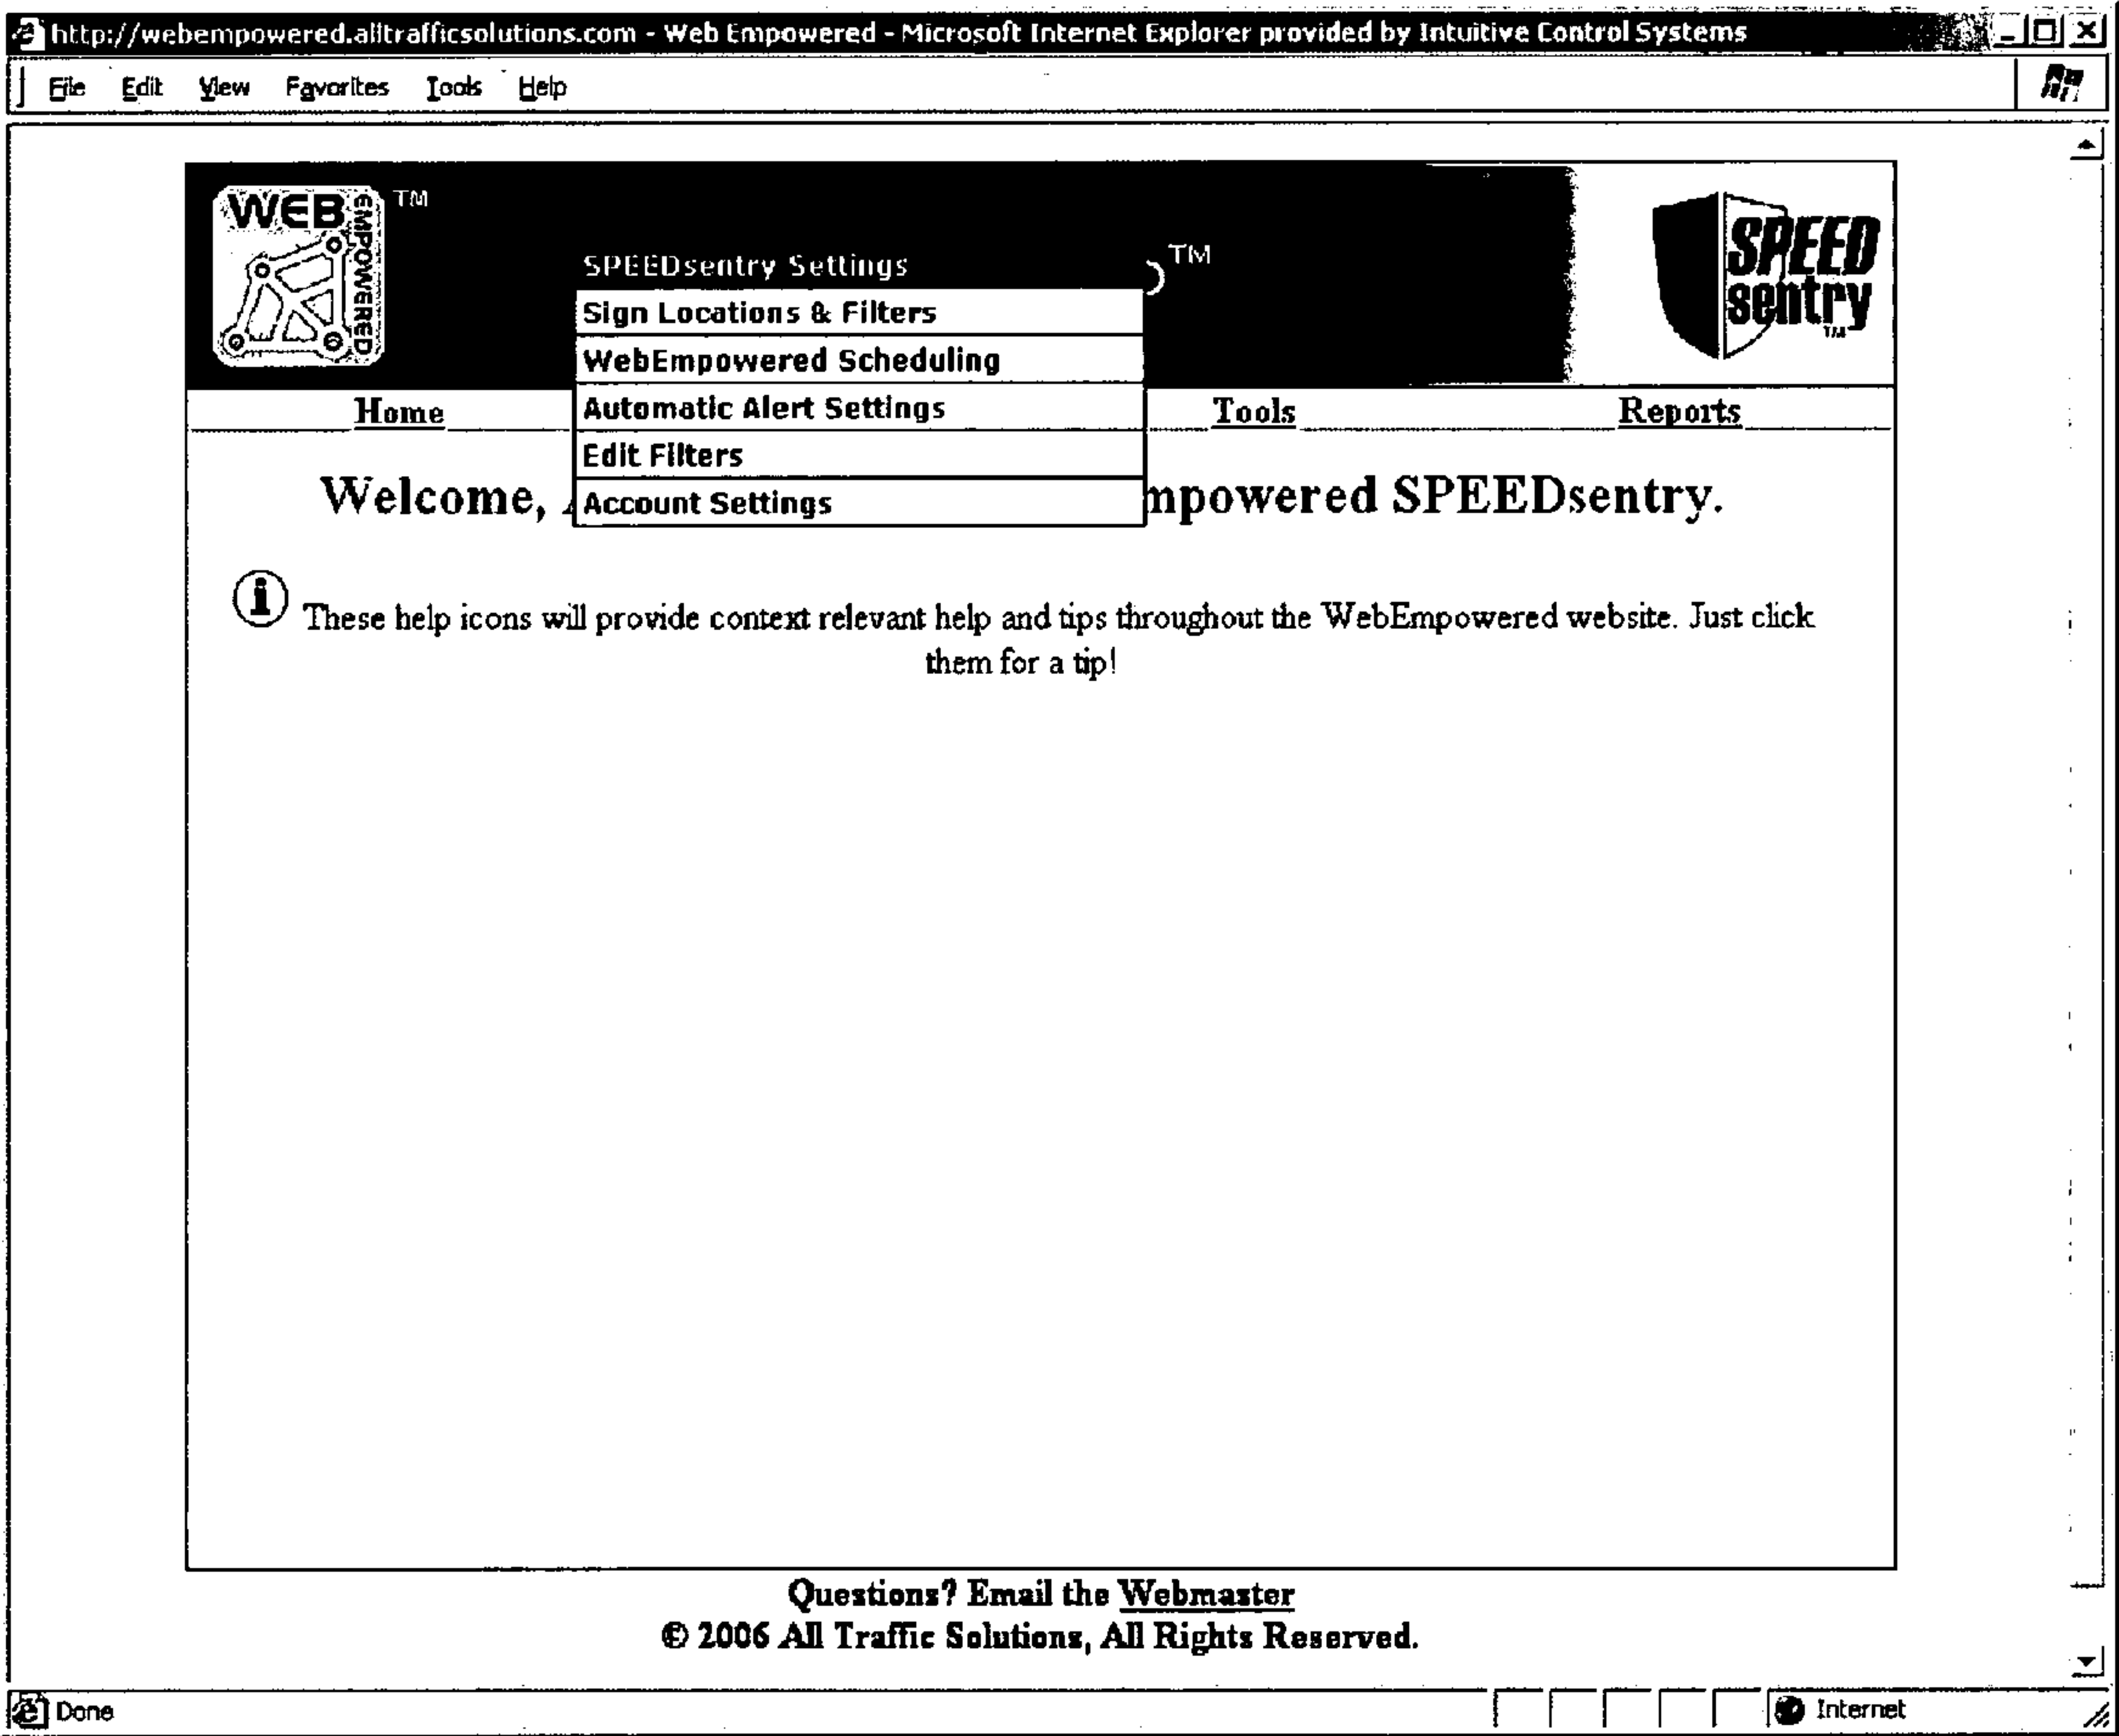 http://webempowered.alltrafficsolutions.com - Web Empowered - Microsoft Internet Explorer provided by Intuitive Control Systems
File Edit View Favorites Tools Help
WEB EMPOWERED TM
SPEEDsentry Settings TM
SPEED
sentry TM
Sign Locations & Filters
WebEmpowered Scheduling
Home Automatic Alert Settings Tools Reports
Edit Filters
Welcome, Account Settings mpowered SPEEDsentry.
i These help icons will provide context relevant help and tips throughout the WebEmpowered website. Just click
them for a tip!
Questions? Email the Webmaster
© 2006 All Traffic Solutions, All Rights Reserved.
Done Internet